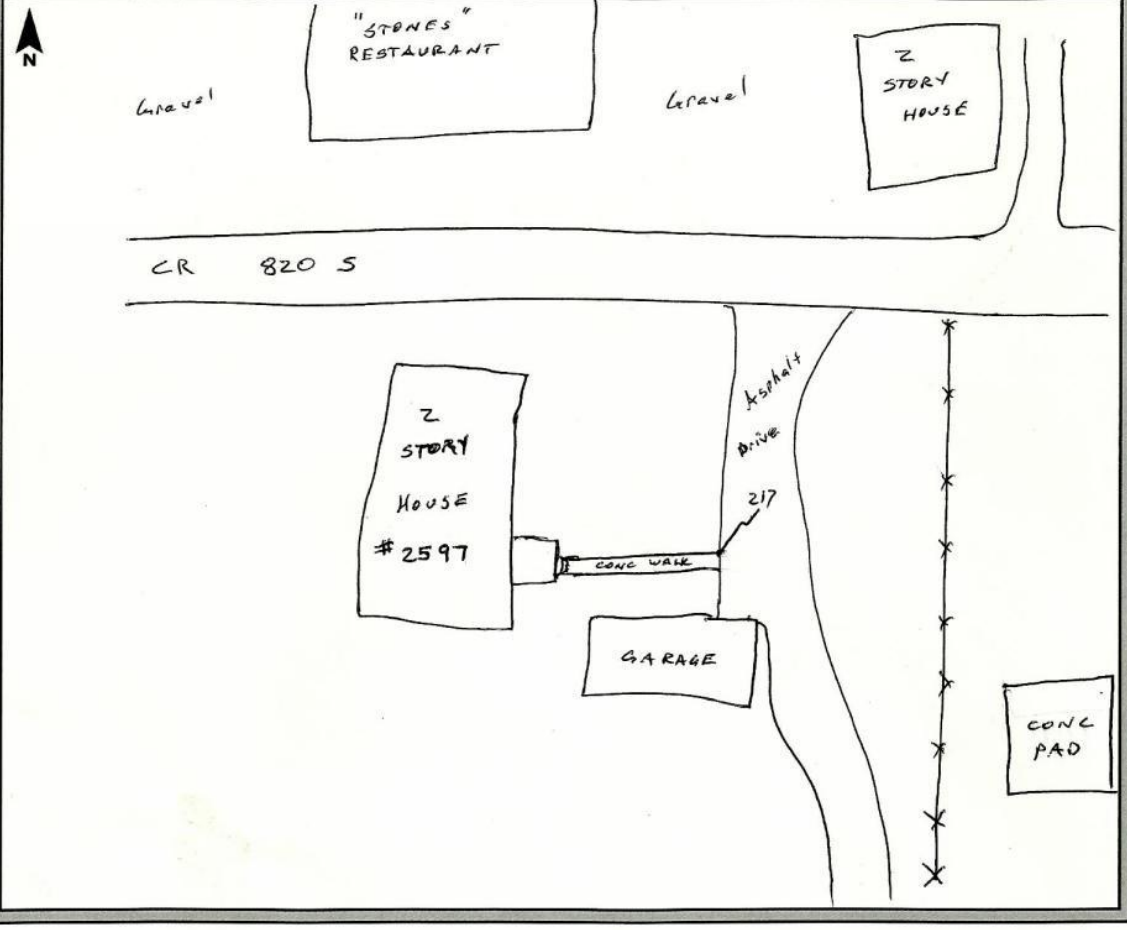 N
"STONES"
RESTAURANT
Gravel
Gravel
2
STORY
HOUSE
CR 820 S
Asphalt
Drive
2
STORY
HOUSE
#2597
217
CONC WALK
GARAGE
CONC
PAD